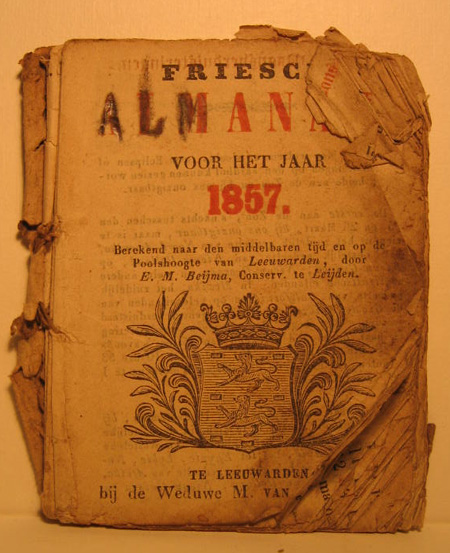 FRIESC
ALMANA
VOOR HET JAAR
1857.
Berekend naar den middelbaren tijd en op de
Poolshoogte van Leeuwarden, door
E. M. Beijma, Conserv. te Leijden.
TE LEEUWARDEN
bij de Weduwe M. VAN